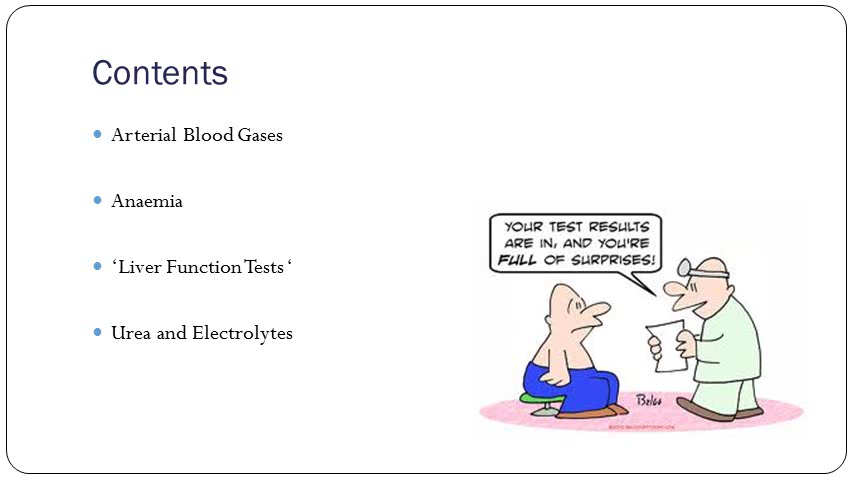 Contents
Arterial Blood Gases
Anaemia
‘Liver Function Tests ‘
Urea and Electrolytes
YOUR TEST RESULTS
ARE IN, AND YOU'RE
FULL OF SURPRISES!